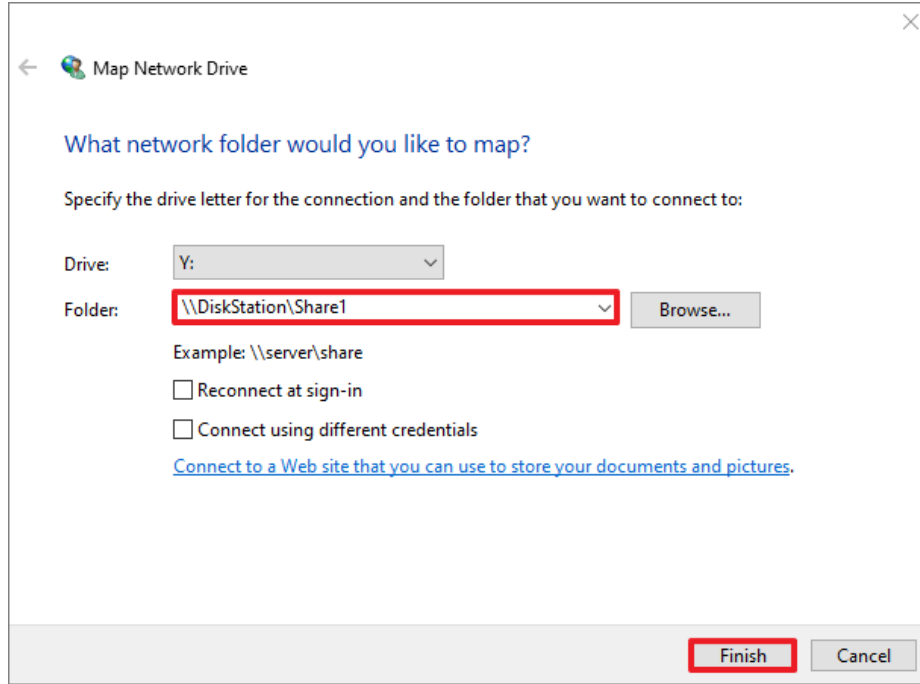 Map Network Drive
What network folder would you like to map?
Specify the drive letter for the connection and the folder that you want to connect to:
Drive: Y:
Folder: \\DiskStation\Share1 Browse...
Example: \\server\share
Reconnect at sign-in
Connect using different credentials
Connect to a Web site that you can use to store your documents and pictures.
Finish Cancel